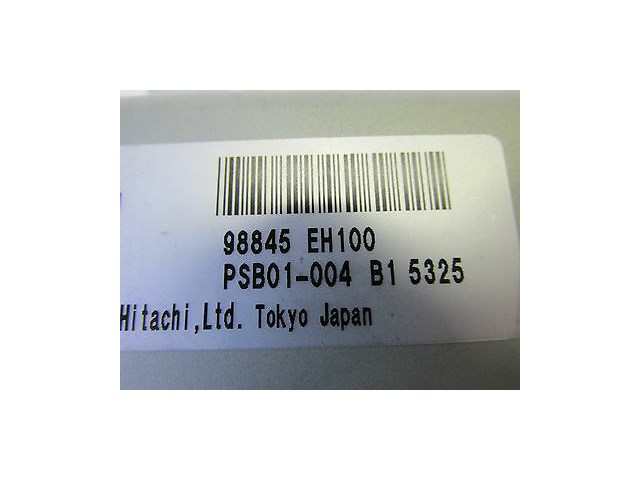 98845 EH100
PSB01-004 B1 5325
Hitachi,Ltd. Tokyo Japan